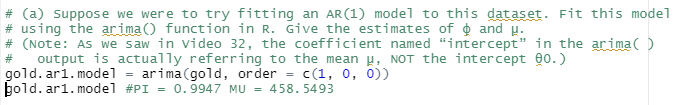 # (a) Suppose we were to try fitting an AR(1) model to this dataset. Fit this model
# using the arima() function in R. Give the estimates of ϕ and μ.
# (Note: As we saw in Video 32, the coefficient named “intercept” in the arima( )
#   output is actually referring to the mean μ, NOT the intercept θ0.)
gold.ar1.model = arima(gold, order = c(1, 0, 0))
gold.ar1.model #PI = 0.9947 MU = 458.5493